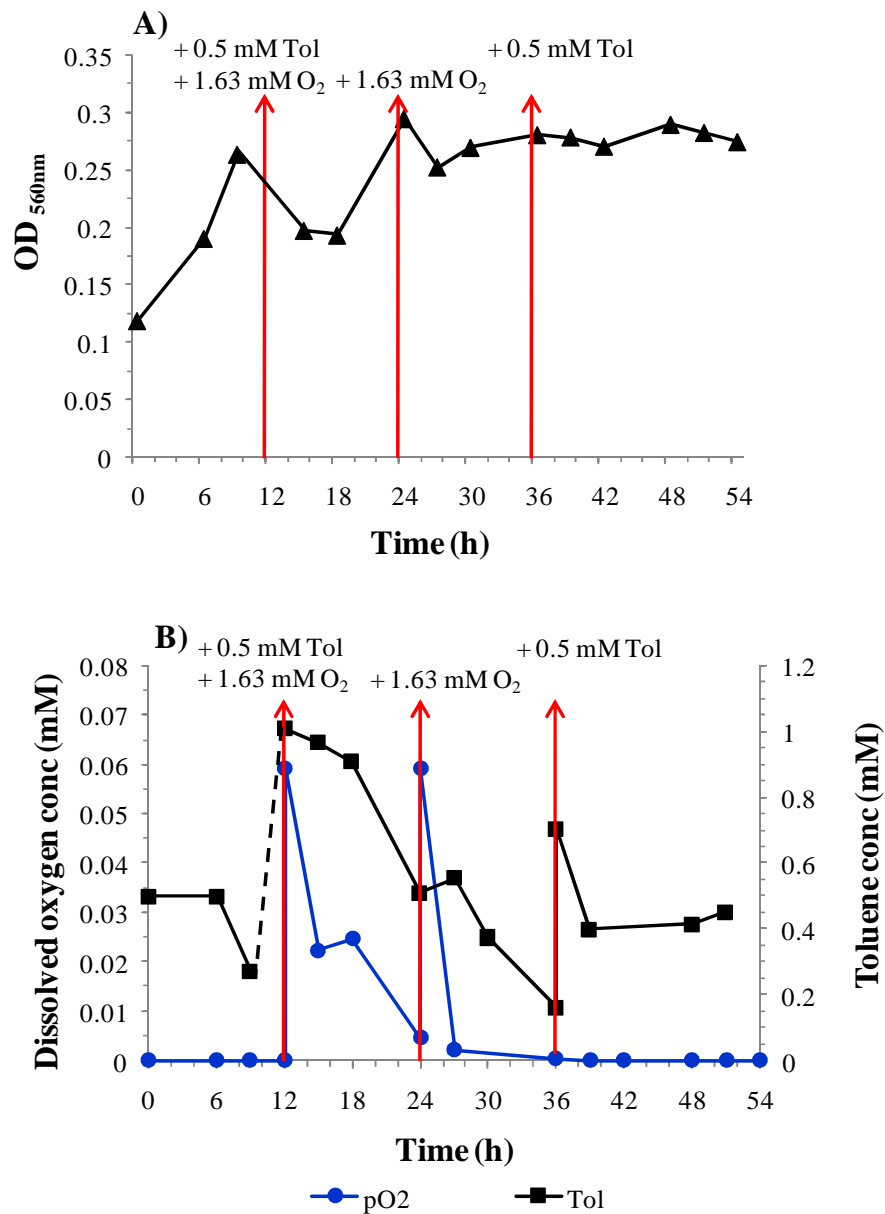 A)
+ 0.5 mM Tol
+ 1.63 mM O2
+ 1.63 mM O2
+ 0.5 mM Tol
0.35
0.3
0.25
0.2
0.15
0.1
0.05
0
OD560nm
0 6 12 18 24 30 36 42 48 54
Time (h)
B)
+ 0.5 mM Tol
+ 1.63 mM O2
+ 1.63 mM O2
+ 0.5 mM Tol
0.08
0.07
0.06
0.05
0.04
0.03
0.02
0.01
0
Dissolved oxygen conc (mM)
1.2
1
0.8
0.6
0.4
0.2
0
Toluene conc (mM)
0 6 12 18 24 30 36 42 48 54
Time (h)
pO2 Tol